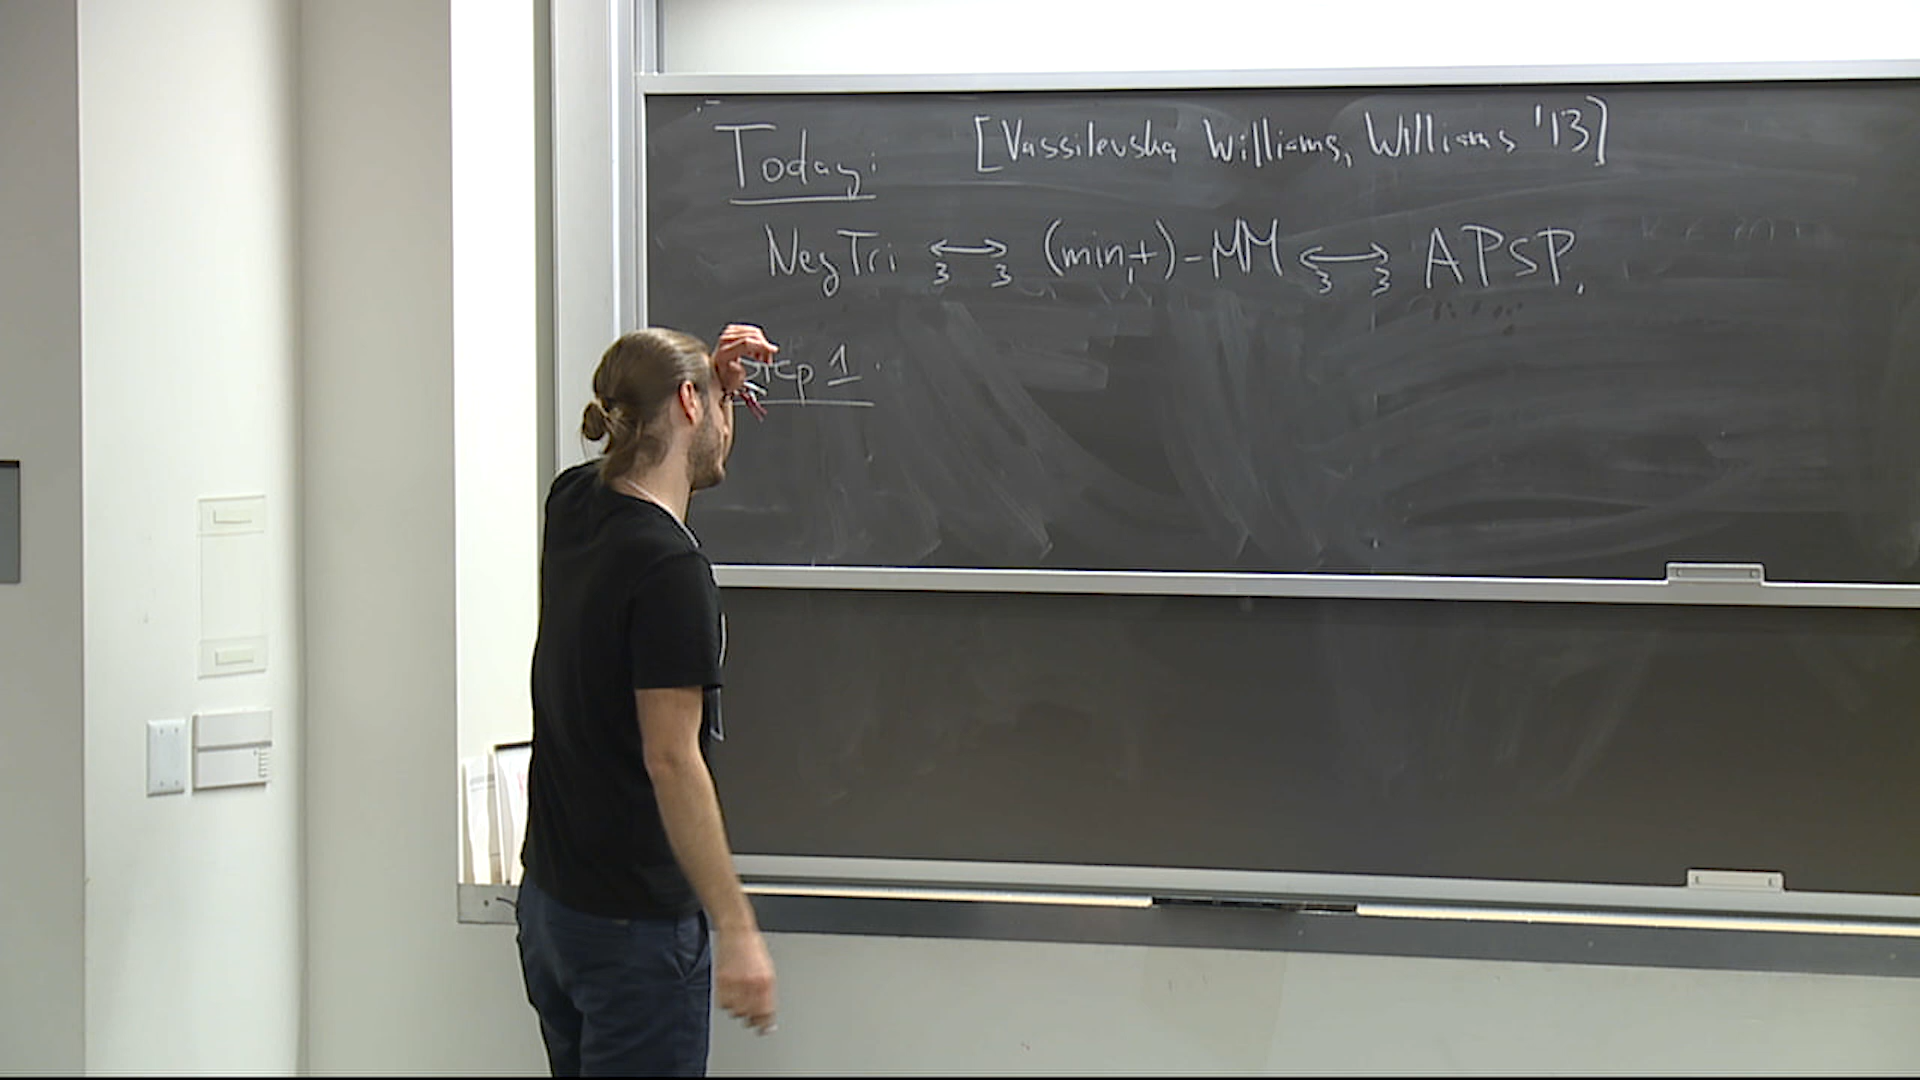 Today: [Vassilevska Williams, Williams '13]
NegTri ⟷ (min,+)-MM ⟷ APSP.
3 3 3 3
Step 1.